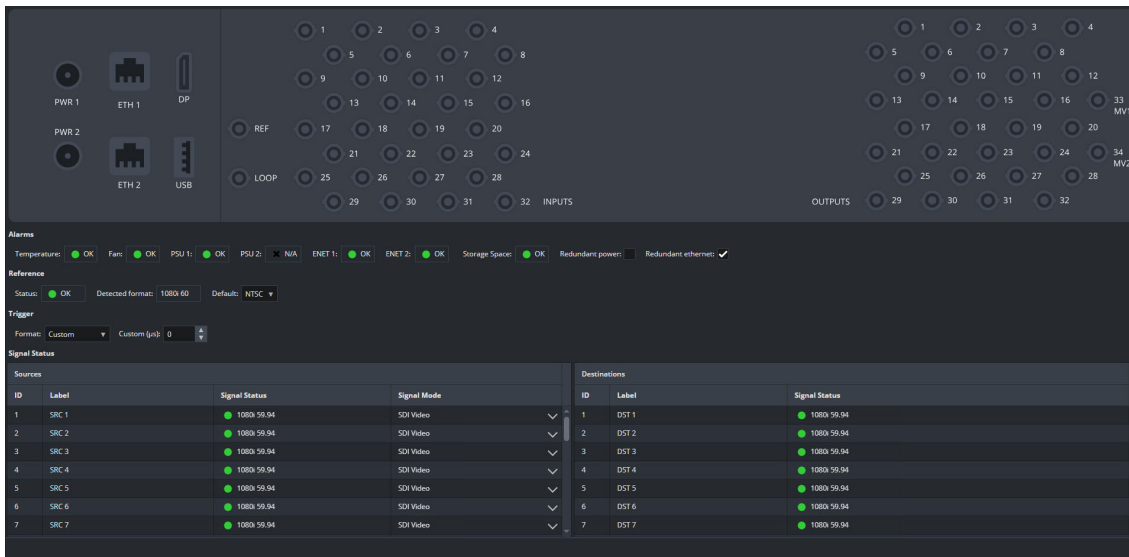 1 2 3 4
5 6 7 8
9 10 11 12
PWR 1 ETH 1 DP
13 14 15 16
PWR 2
REF 17 18 19 20
21 22 23 24
ETH 2 USB
LOOP 25 26 27 28
29 30 31 32 INPUTS
1 2 3 4
5 6 7 8
9 10 11 12
13 14 15 16 33
MV1
17 18 19 20
21 22 23 24 34
MV2
25 26 27 28
OUTPUTS 29 30 31 32
Alarms
Temperature: OK Fan: OK PSU 1: OK PSU 2: N/A ENET 1: OK ENET 2: OK Storage Space: OK Redundant power: Redundant ethernet:
Reference
Status: OK Detected format: 1080i 60 Default: NTSC
Trigger
Format: Custom Custom (µs): 0
Signal Status
Sources
ID Label Signal Status Signal Mode
1 SRC 1 1080i 59.94 SDI Video
2 SRC 2 1080i 59.94 SDI Video
3 SRC 3 1080i 59.94 SDI Video
4 SRC 4 1080i 59.94 SDI Video
5 SRC 5 1080i 59.94 SDI Video
6 SRC 6 1080i 59.94 SDI Video
7 SRC 7 1080i 59.94 SDI Video
Destinations
ID Label Signal Status
1 DST 1 1080i 59.94
2 DST 2 1080i 59.94
3 DST 3 1080i 59.94
4 DST 4 1080i 59.94
5 DST 5 1080i 59.94
6 DST 6 1080i 59.94
7 DST 7 1080i 59.94